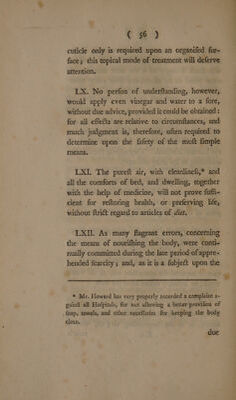 ( 56 )
cuticle only is required upon an organised sur-
face; this topical mode of treatment will deserve
attention.
LX. No person of understanding, however,
would apply even vinegar and water to a sore,
without due advice, provided it could be obtained:
for all effects are relative to circumstances, and
much judgment is, therefore, often required to
determine upon the safety of the most simple
means.
LXI. The purest air, with cleanliness,* and
all the comforts of bed, and dwelling, together
with the help of medicine, will not prove suffi-
cient for restoring health, or preserving life,
without strict regard to articles of diet.
LXII. As many flagrant errors, concerning
the means of nourishing the body, were conti-
nually committed during the late period of appre-
hended scarcity; and, as it is a subject upon the
* Mr. Howard has very properly recorded a complaint a-
gainst all Hospitals, for not allowing a better provision of
soap, towels, and other necessaries for keeping the body
clean.
due